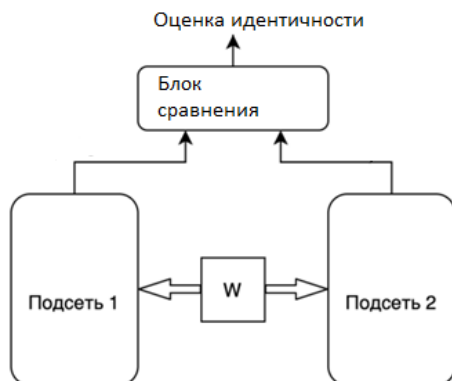 Оценка идентичности
Блок
сравнения
Подсеть 1
W
Подсеть 2